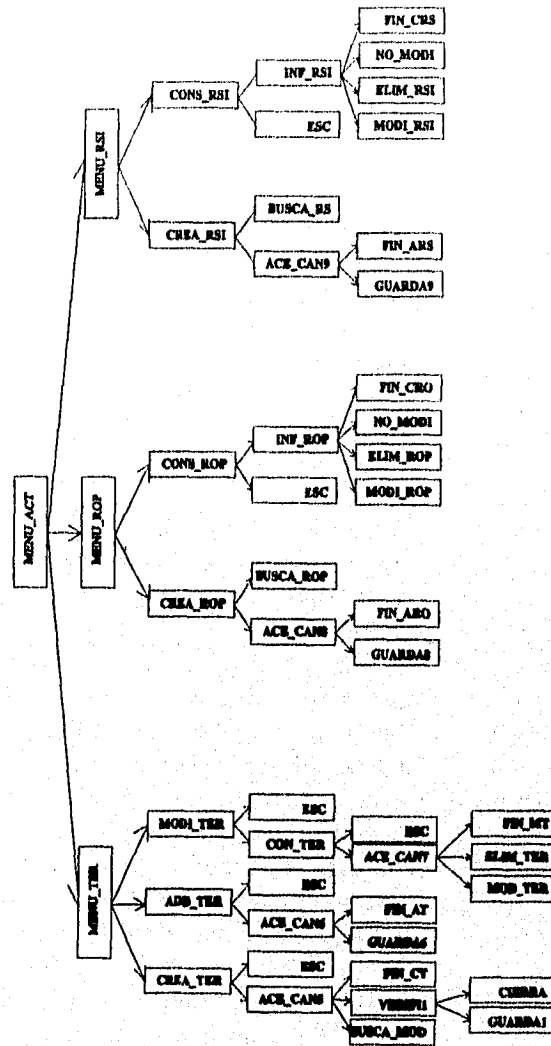 MENU_ACT
MENU_RSI
CONS_RSI
INF_RSI
FIN_CRS
NO_MODI
ELIM_RSI
MODI_RSI
ESC
CREA_RSI
BUSCA_RS
ACE_CAN9
FIN_ARS
GUARDA9
MENU_ROP
CONS_ROP
INF_ROP
FIN_CRO
NO_MODI
ELIM_ROP
MODI_ROP
ESC
CREA_ROP
BUSCA_ROP
ACE_CAN8
FIN_ARO
GUARDA8
MENU_TER
MODI_TER
ESC
CON_TER
ESC
ACE_CAN7
FIN_MT
ELIM_TER
MOD_TER
ADD_TER
ESC
FIN_AT
GUARDA6
CREA_TER
ESC
FIN_CT
BUSCA_MOD
CIERRA
GUARDA1